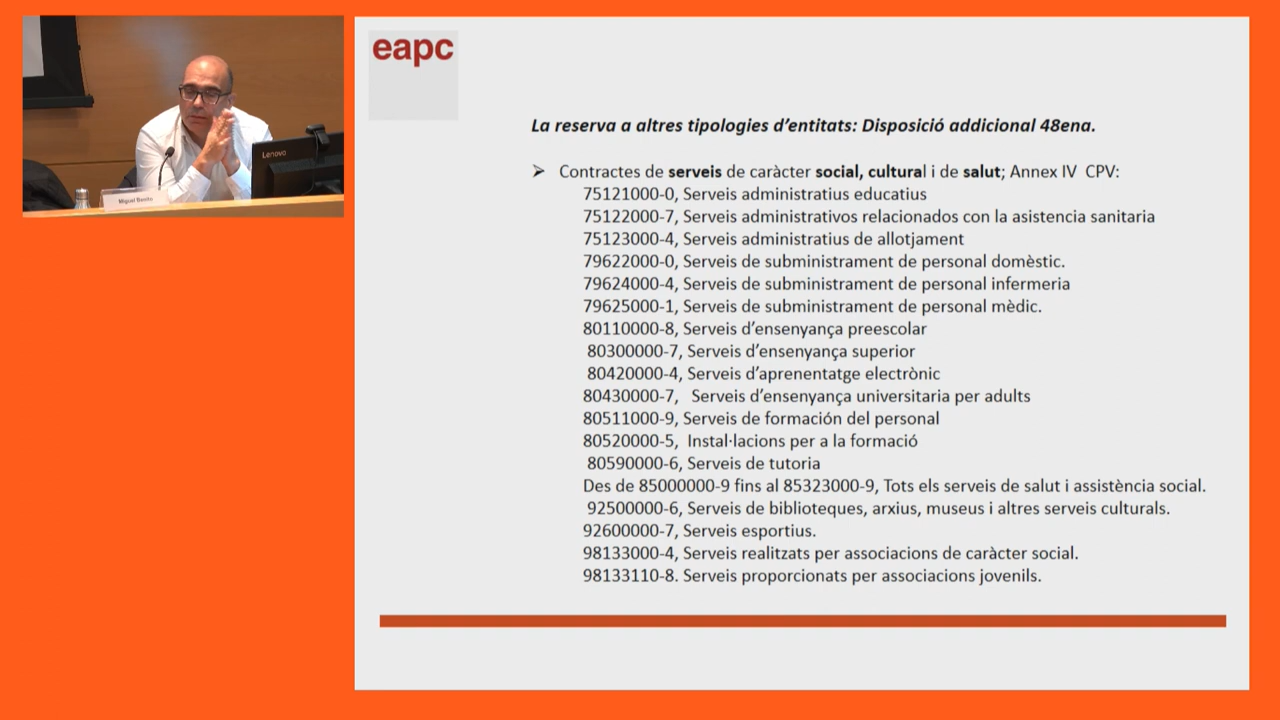 Lenovo
Miguel Benito
eapc
La reserva a altres tipologies d'entitats: Disposició addicional 48ena.
➢ Contractes de serveis de caràcter social, cultural i de salut; Annex IV CPV:
75121000-0, Serveis administratius educatius
75122000-7, Serveis administrativos relacionados con la asistencia sanitaria
75123000-4, Serveis administratius de allotjament
79622000-0, Serveis de subministrament de personal domèstic.
79624000-4, Serveis de subministrament de personal infermeria
79625000-1, Serveis de subministrament de personal mèdic.
80110000-8, Serveis d'ensenyança preescolar
80300000-7, Serveis d'ensenyança superior
80420000-4, Serveis d'aprenentatge electrònic
80430000-7, Serveis d'ensenyança universitaria per adults
80511000-9, Serveis de formación del personal
80520000-5, Instal·lacions per a la formació
80590000-6, Serveis de tutoria
Des de 85000000-9 fins al 85323000-9, Tots els serveis de salut i assistència social.
92500000-6, Serveis de biblioteques, arxius, museus i altres serveis culturals.
92600000-7, Serveis esportius.
98133000-4, Serveis realitzats per associacions de caràcter social.
98133110-8. Serveis proporcionats per associacions jovenils.